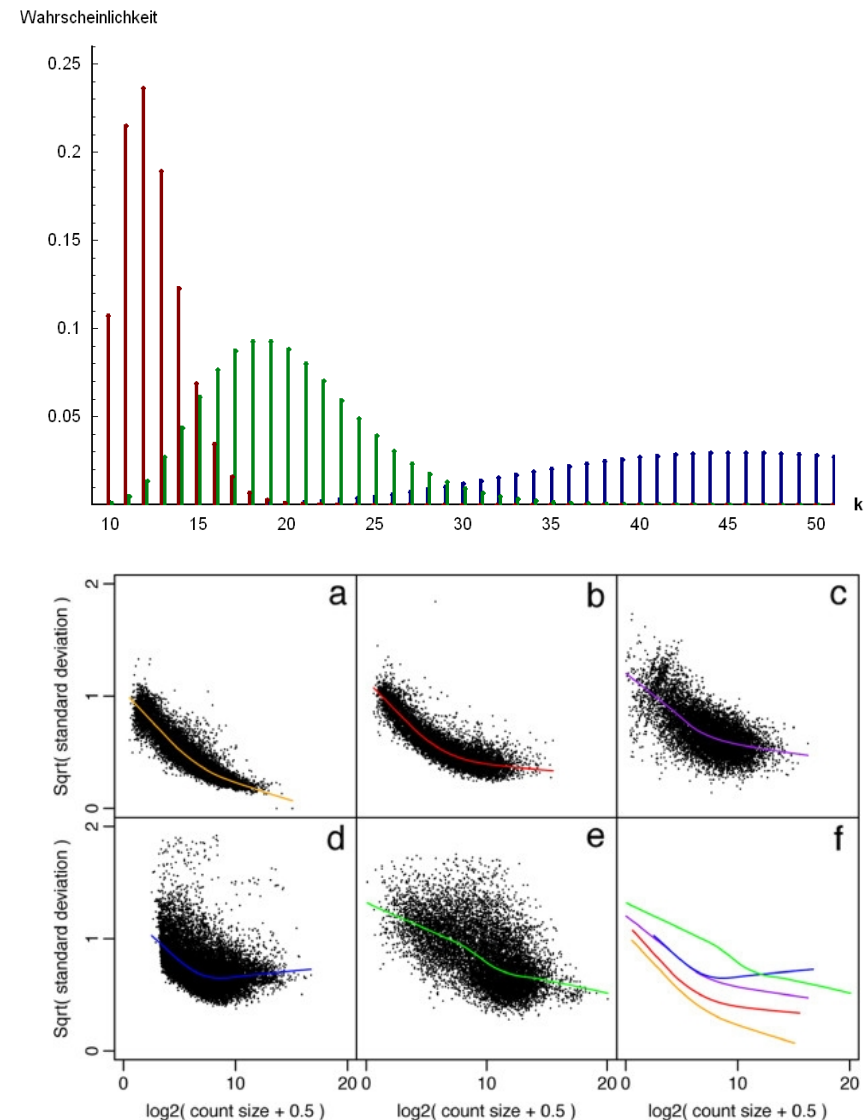 Wahrscheinlichkeit
0.25
0.2
0.15
0.1
0.05
10 15 20 25 30 35 40 45 50 k
a b c
Sqrt( standard deviation )
2
1
0
d e f
Sqrt( standard deviation )
2
1
0
0 10 20 0 10 20 0 10 20
log2( count size + 0.5 ) log2( count size + 0.5 ) log2( count size + 0.5 )